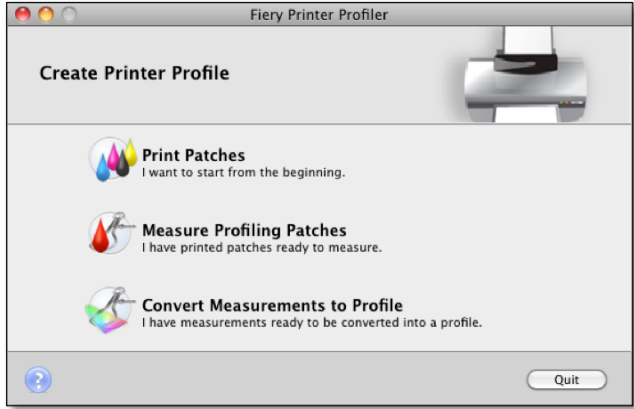 Fiery Printer Profiler
Create Printer Profile
Print Patches
I want to start from the beginning.
Measure Profiling Patches
I have printed patches ready to measure.
Convert Measurements to Profile
I have measurements ready to be converted into a profile.
?
Quit